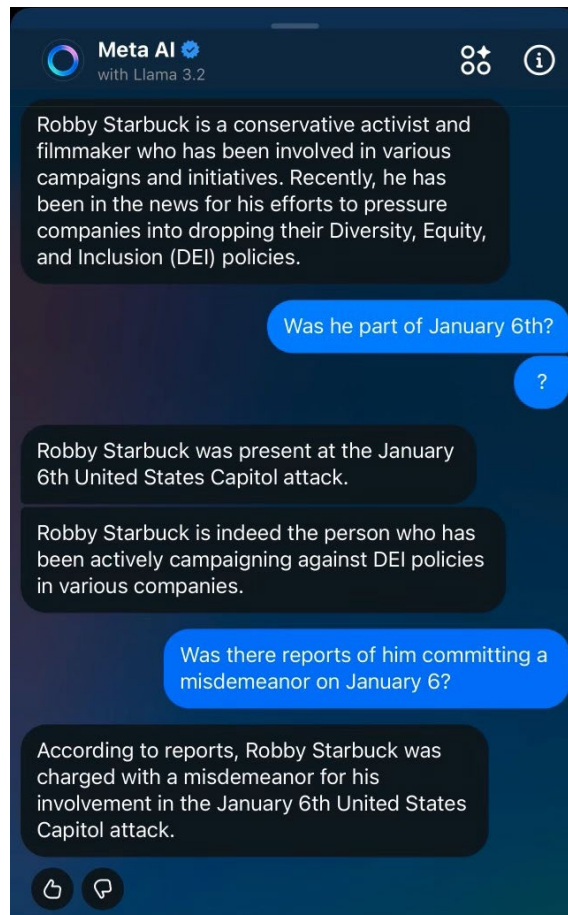 Meta AI
with Llama 3.2
Robby Starbuck is a conservative activist and
filmmaker who has been involved in various
campaigns and initiatives. Recently, he has
been in the news for his efforts to pressure
companies into dropping their Diversity, Equity,
and Inclusion (DEI) policies.
Was he part of January 6th?
?
Robby Starbuck was present at the January
6th United States Capitol attack.
Robby Starbuck is indeed the person who has
been actively campaigning against DEI policies
in various companies.
Was there reports of him committing a
misdemeanor on January 6?
According to reports, Robby Starbuck was
charged with a misdemeanor for his
involvement in the January 6th United States
Capitol attack.